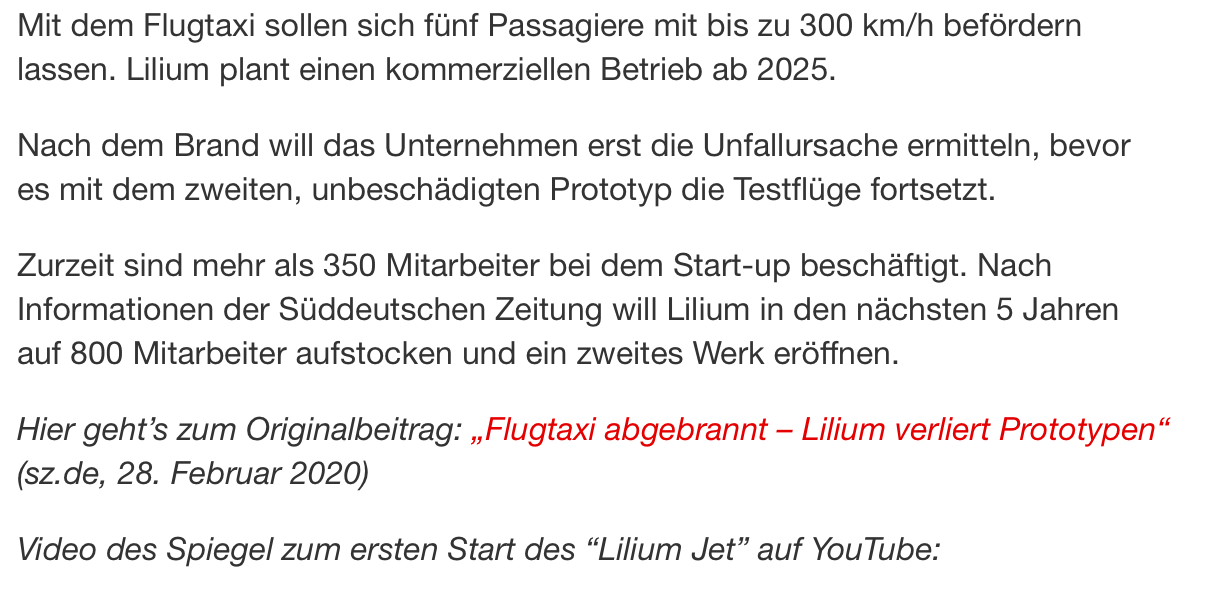 Mit dem Flugtaxi sollen sich fünf Passagiere mit bis zu 300 km/h befördern
lassen. Lilium plant einen kommerziellen Betrieb ab 2025.
Nach dem Brand will das Unternehmen erst die Unfallursache ermitteln, bevor
es mit dem zweiten, unbeschädigten Prototyp die Testflüge fortsetzt.
Zurzeit sind mehr als 350 Mitarbeiter bei dem Start-up beschäftigt. Nach
Informationen der Süddeutschen Zeitung will Lilium in den nächsten 5 Jahren
auf 800 Mitarbeiter aufstocken und ein zweites Werk eröffnen.
Hier geht’s zum Originalbeitrag: „Flugtaxi abgebrannt – Lilium verliert Prototypen“
(sz.de, 28. Februar 2020)
Video des Spiegel zum ersten Start des “Lilium Jet” auf YouTube: